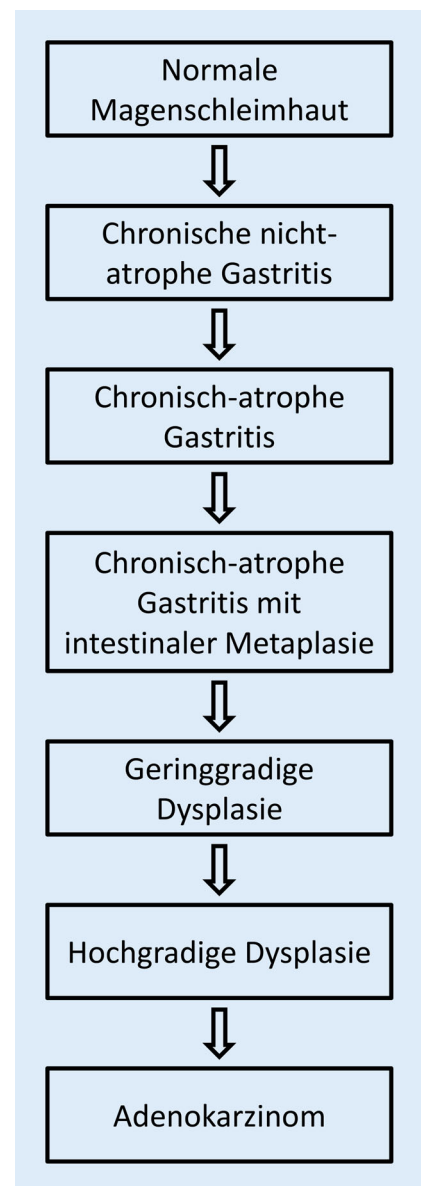 Normale
Magenschleimhaut
Chronische nicht-
atrophe Gastritis
Chronisch-atrophe
Gastritis
Chronisch-atrophe
Gastritis mit
intestinaler Metaplasie
Geringgradige
Dysplasie
Hochgradige Dysplasie
Adenokarzinom